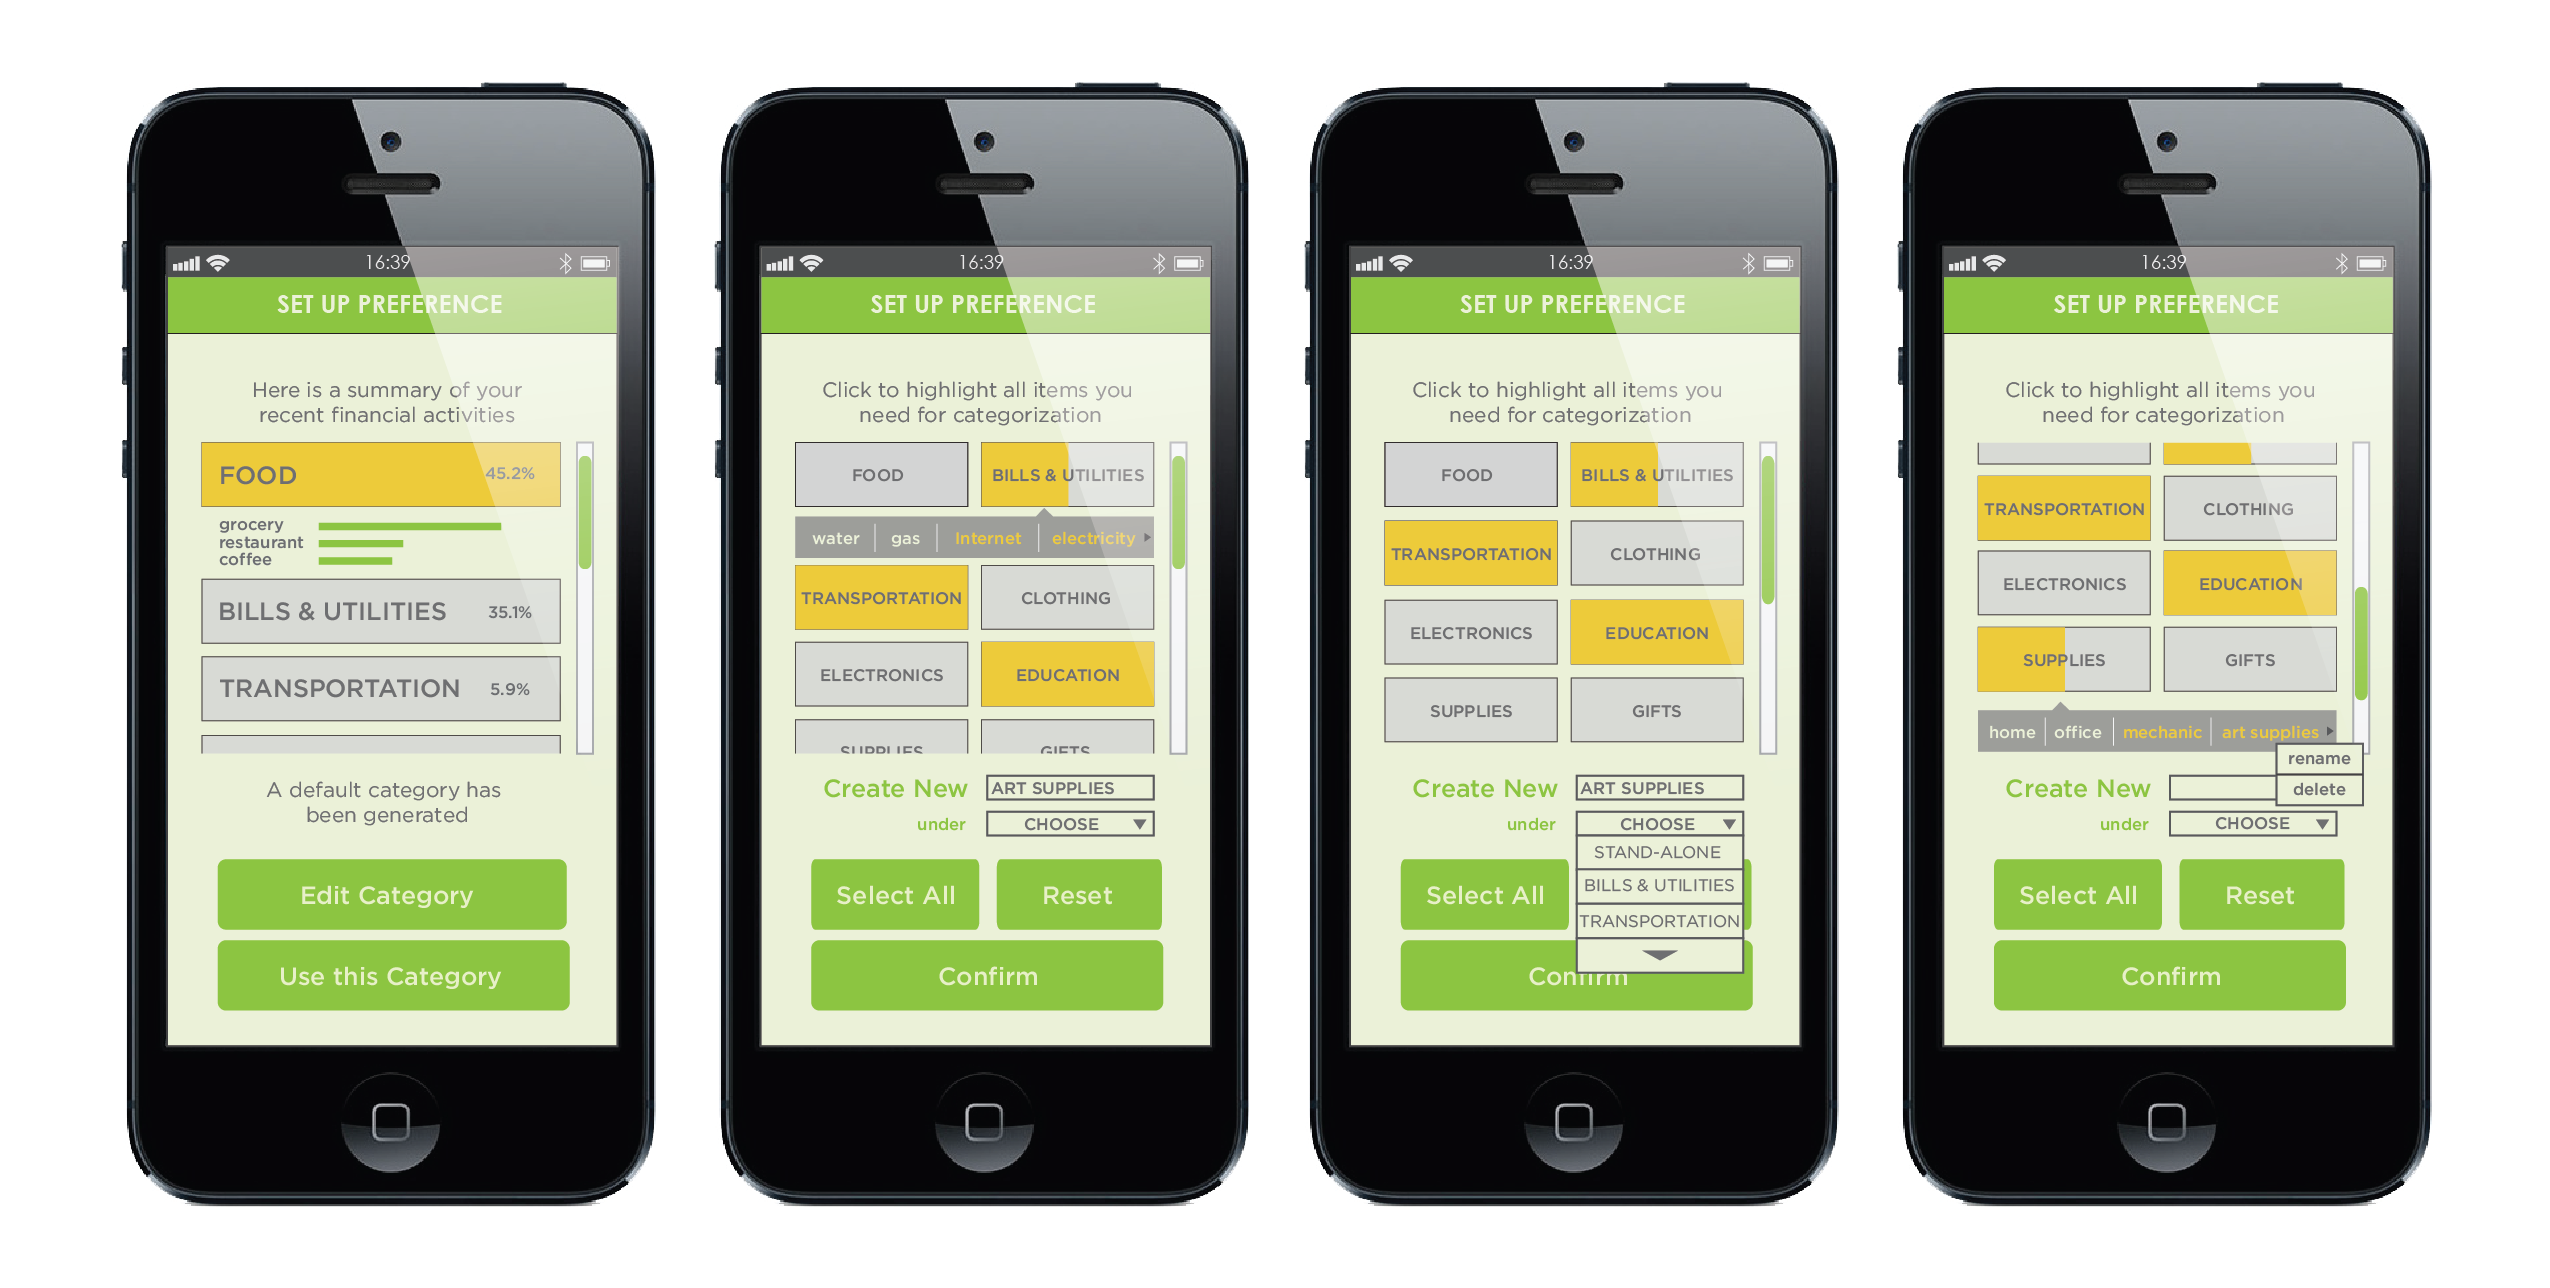 16:39
SET UP PREFERENCE
Here is a summary of your
recent financial activities
FOOD 45.2%
grocery
restaurant
coffee
BILLS & UTILITIES 35.1%
TRANSPORTATION 5.9%
A default category has
been generated
Edit Category
Use this Category
16:39
SET UP PREFERENCE
Click to highlight all items you
need for categorization
FOOD BILLS & UTILITIES
water gas Internet electricity
TRANSPORTATION CLOTHING
ELECTRONICS EDUCATION
SUPPLIES GIFTS
Create New ART SUPPLIES
under CHOOSE
Select All Reset
Confirm
16:39
SET UP PREFERENCE
Click to highlight all items you
need for categorization
FOOD BILLS & UTILITIES
TRANSPORTATION CLOTHING
ELECTRONICS EDUCATION
SUPPLIES GIFTS
Create New ART SUPPLIES
under CHOOSE
STAND-ALONE
Select All BILLS & UTILITIES
TRANSPORTATION
Confirm
16:39
SET UP PREFERENCE
Click to highlight all items you
need for categorization
TRANSPORTATION CLOTHING
ELECTRONICS EDUCATION
SUPPLIES GIFTS
home office mechanic art supplies
rename
Create New delete
under CHOOSE
Select All Reset
Confirm